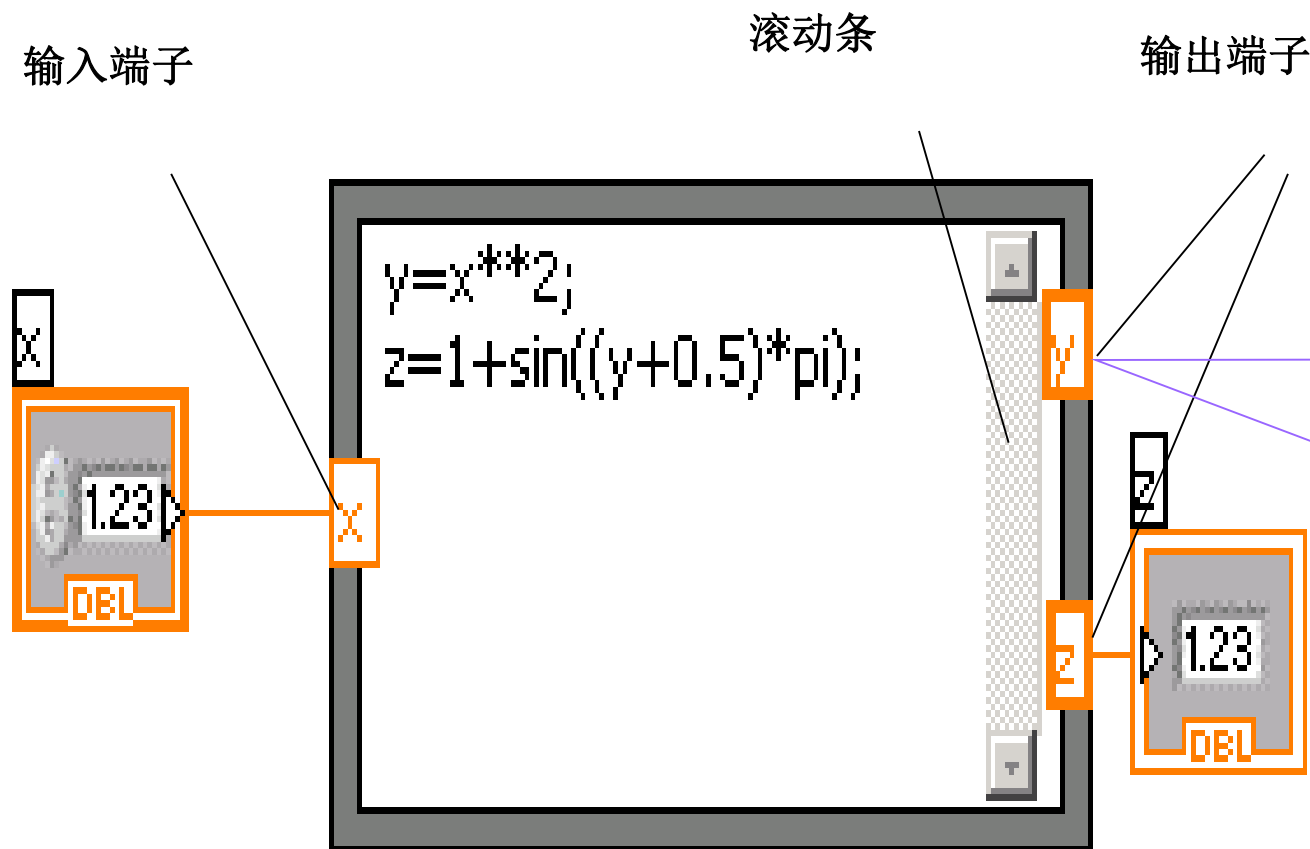 滚动条
输入端子
输出端子
y=x**2;
z=1+sin((y+0.5)*pi);
x
y
x
1.23
DBL
z
z
1.23
DBL